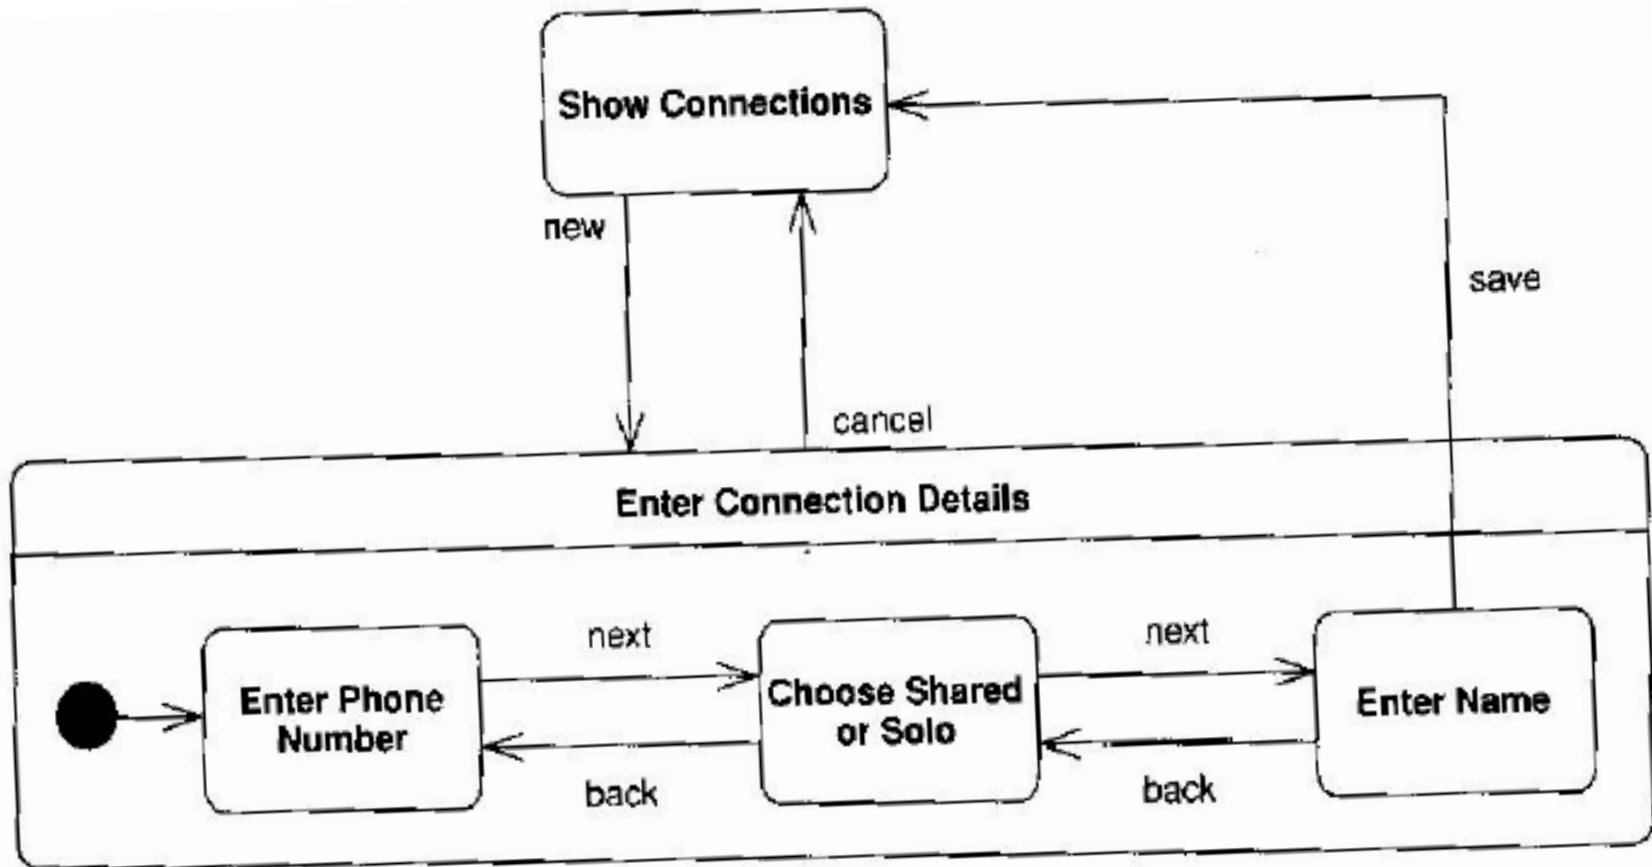 Show Connections
new
save
cancel
Enter Connection Details
next
next
Enter Phone
Number
Choose Shared
or Solo
Enter Name
back
back